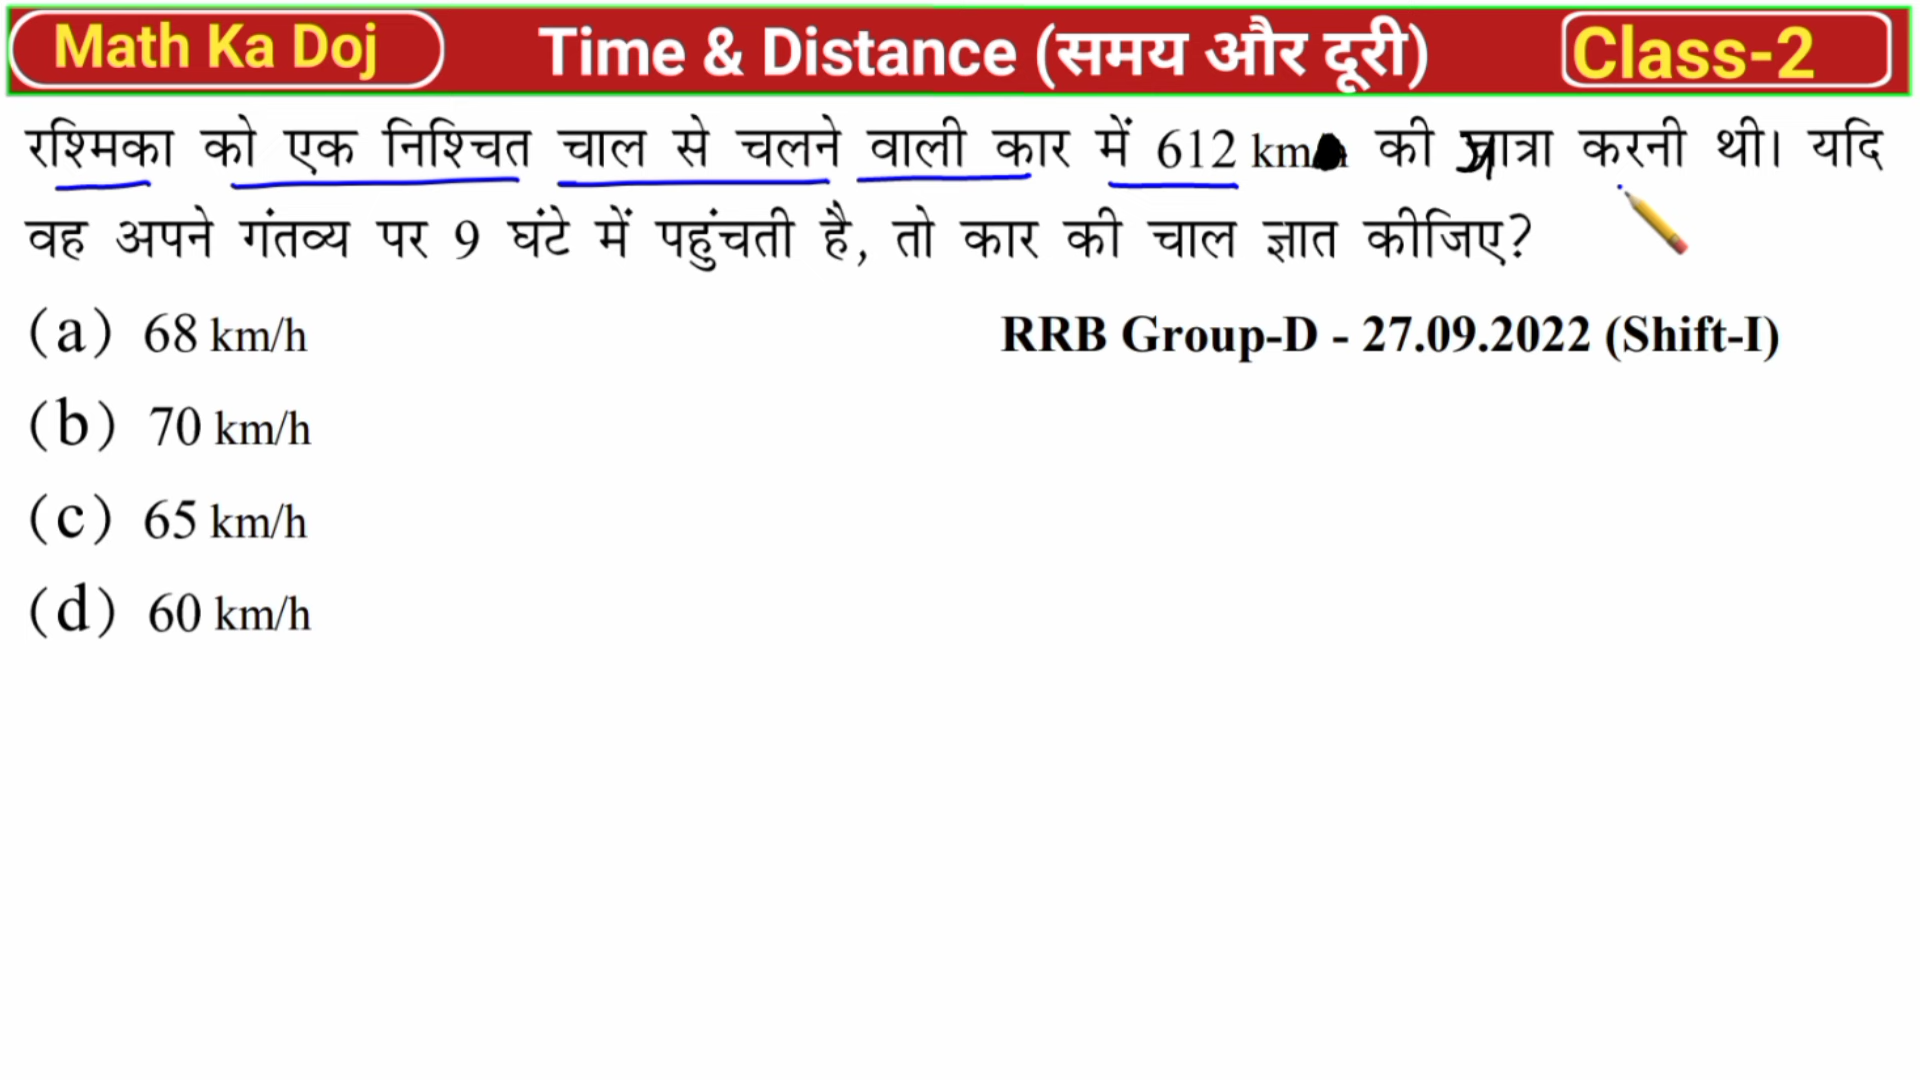 Math Ka Doj
Time & Distance (समय और दूरी)
Class-2
रश्मिका को एक निश्चित चाल से चलने वाली कार में 612 km की यात्रा करनी थी। यदि
वह अपने गंतव्य पर 9 घंटे में पहुंचती है, तो कार की चाल ज्ञात कीजिए?
(a) 68 km/h
RRB Group-D - 27.09.2022 (Shift-I)
(b) 70 km/h
(c) 65 km/h
(d) 60 km/h